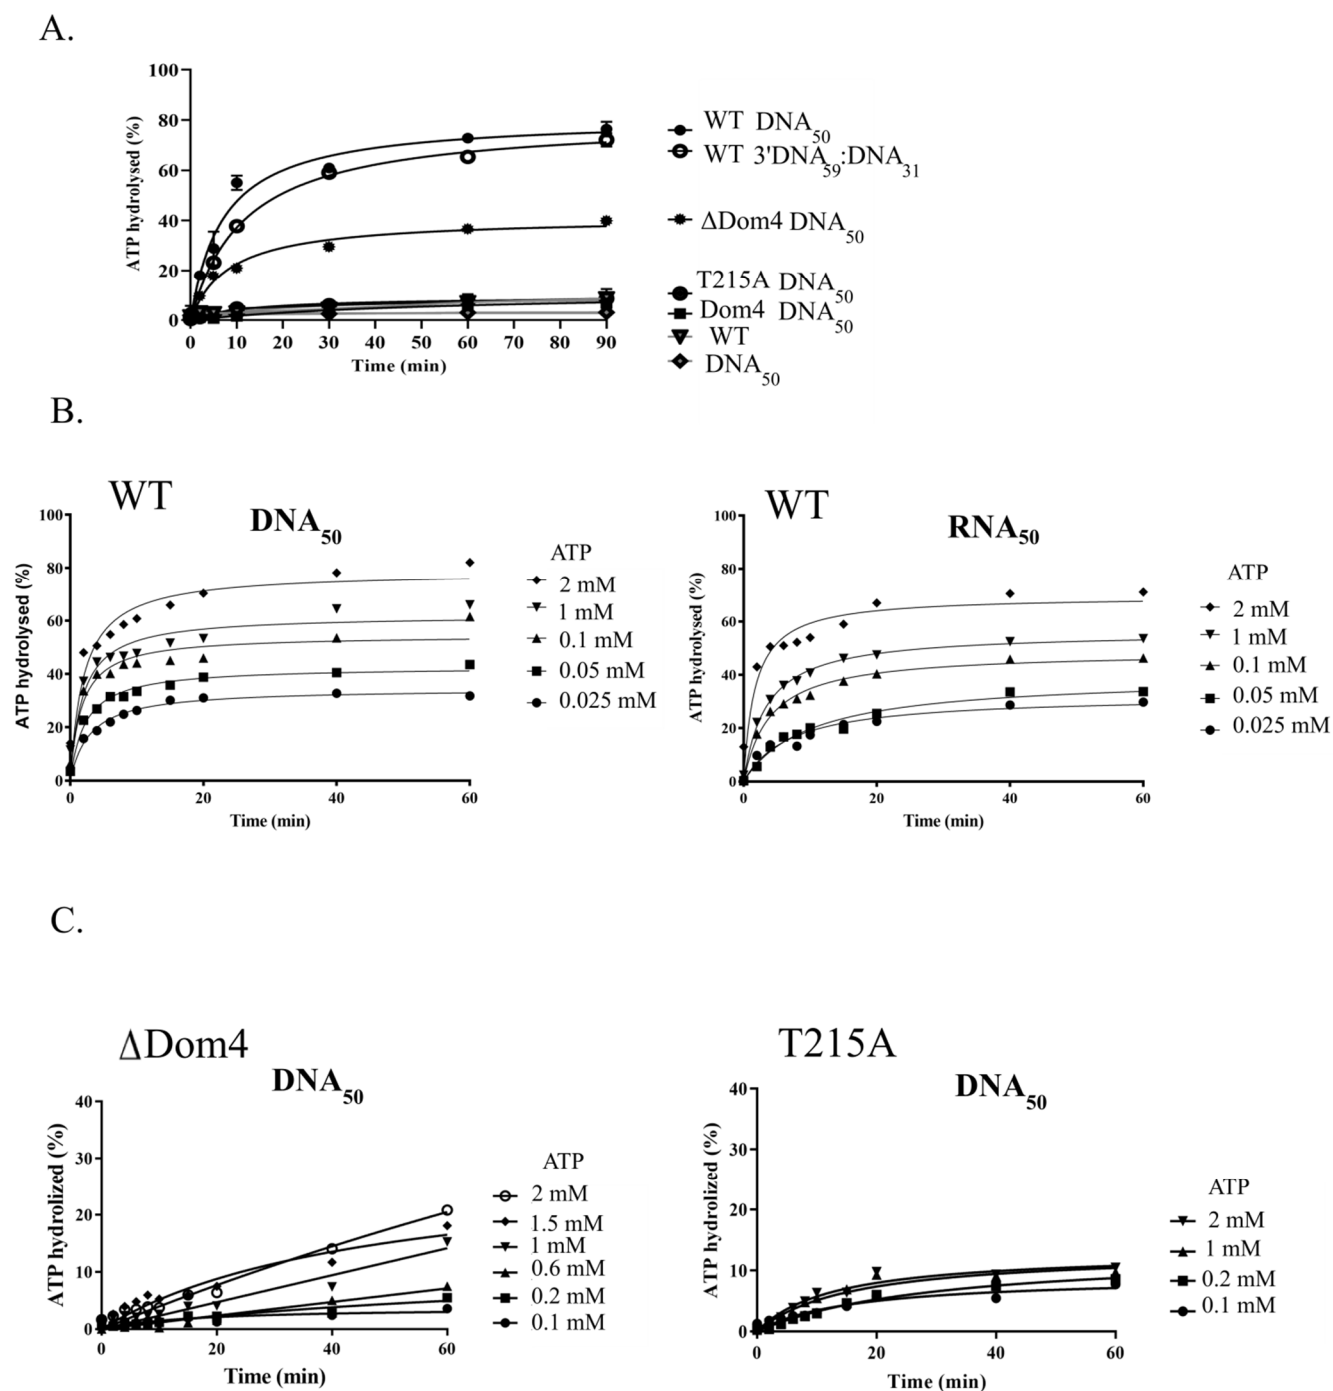 A.
100
80
60
40
20
0
ATP hydrolysed (%)
0 10 20 30 40 50 60 70 80 90
Time (min)
WT DNA50
WT 3'DNA59:DNA31
ΔDom4 DNA50
T215A DNA50
Dom4 DNA50
WT
DNA50
B.
WT
DNA50
100
80
60
40
20
0
ATP hydrolysed (%)
0 20 40 60
Time (min)
ATP
2 mM
1 mM
0.1 mM
0.05 mM
0.025 mM
WT
RNA50
100
80
60
40
20
0
ATP hydrolysed (%)
0 20 40 60
Time (min)
ATP
2 mM
1 mM
0.1 mM
0.05 mM
0.025 mM
C.
ΔDom4
DNA50
40
30
20
10
0
ATP hydrolized (%)
0 20 40 60
Time (min)
ATP
2 mM
1.5 mM
1 mM
0.6 mM
0.2 mM
0.1 mM
T215A
DNA50
40
30
20
10
0
ATP hydrolized (%)
0 20 40 60
Time (min)
ATP
2 mM
1 mM
0.2 mM
0.1 mM